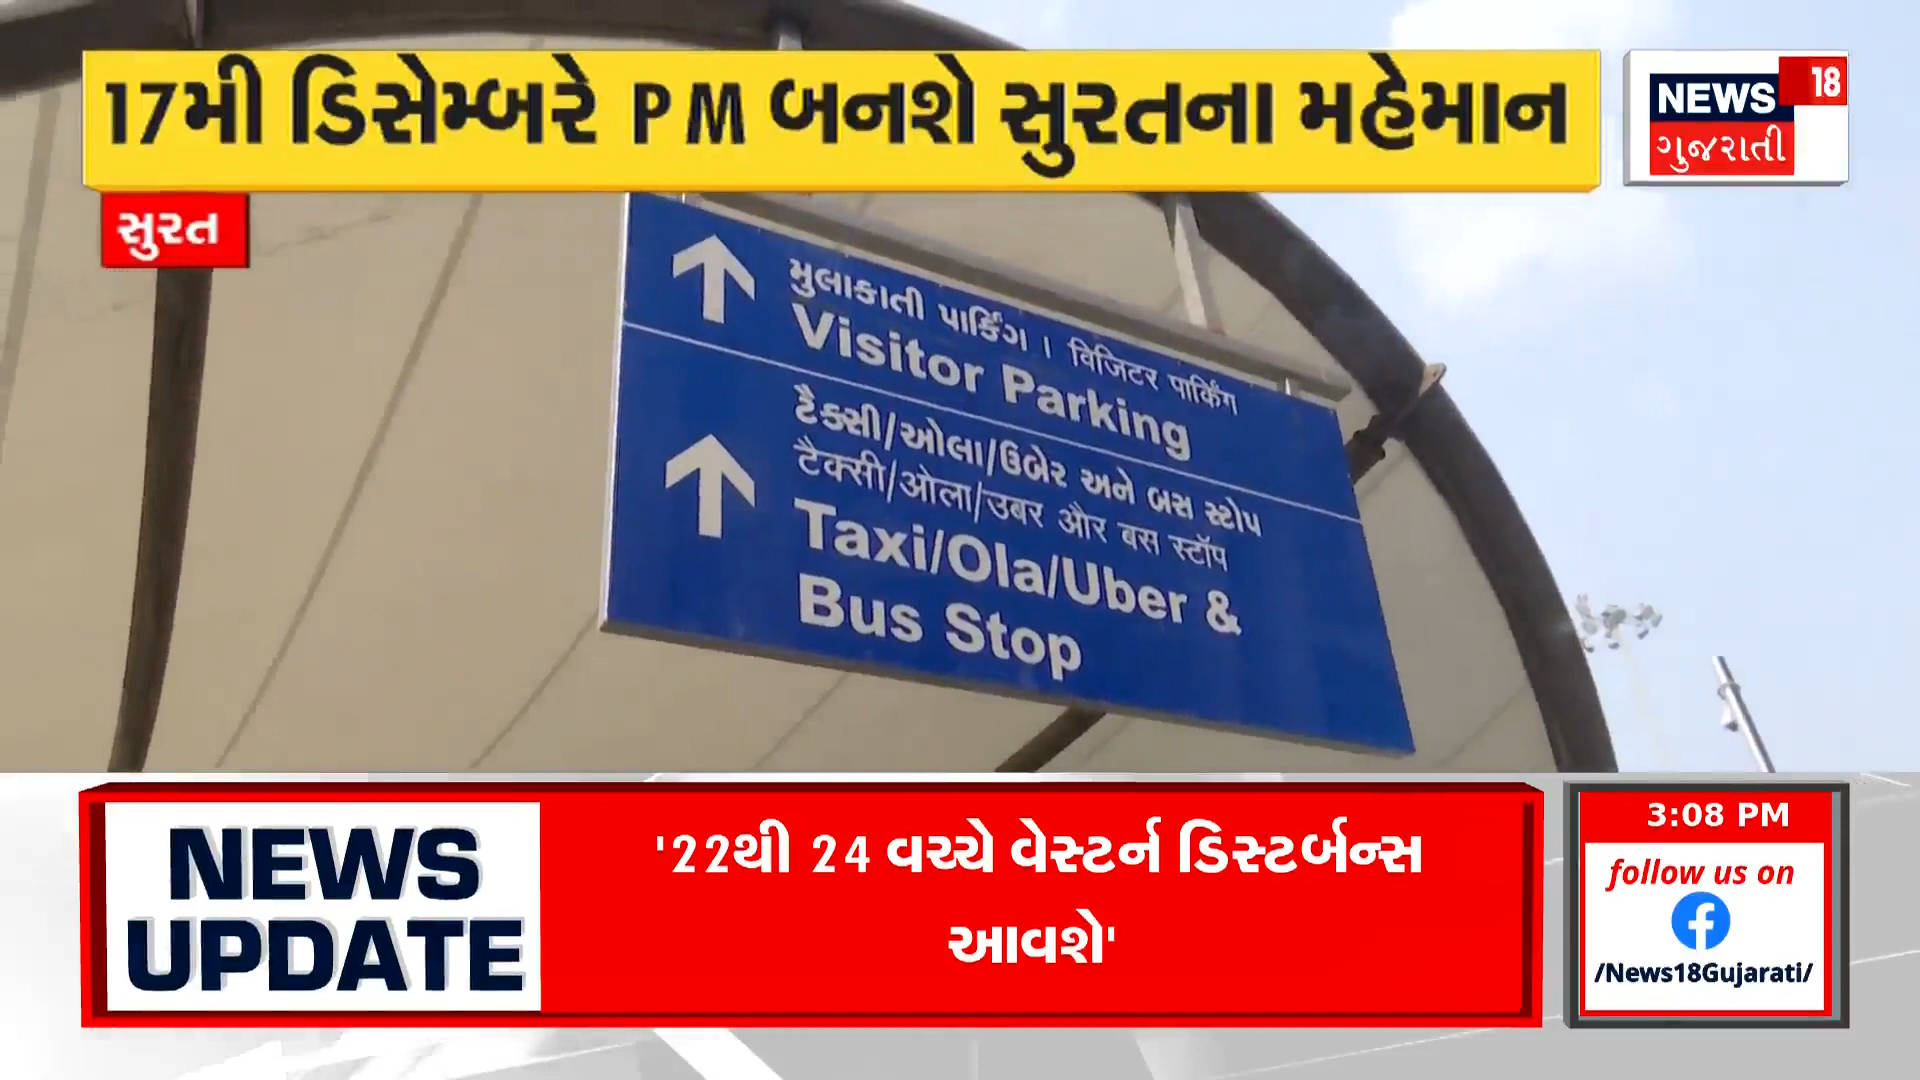 17મી ડિસેમ્બરે PM બનશે સુરતના મહેમાન
NEWS 18
ગુજરાતી
સુરત
મુલાકાતી પાર્કિંગ । विज़िटर पार्किंग
Visitor Parking
ટૈક્સી/ઓલા/ઉબેર અને બસ સ્ટોપ
टैक्सी/ओला/उबर और बस स्टॉप
Taxi/Ola/Uber &
Bus Stop
NEWS
UPDATE
'22થી 24 વચ્ચે વેસ્ટર્ન ડિસ્ટર્બન્સ
આવશે'
3:08 PM
follow us on
/News18Gujarati/